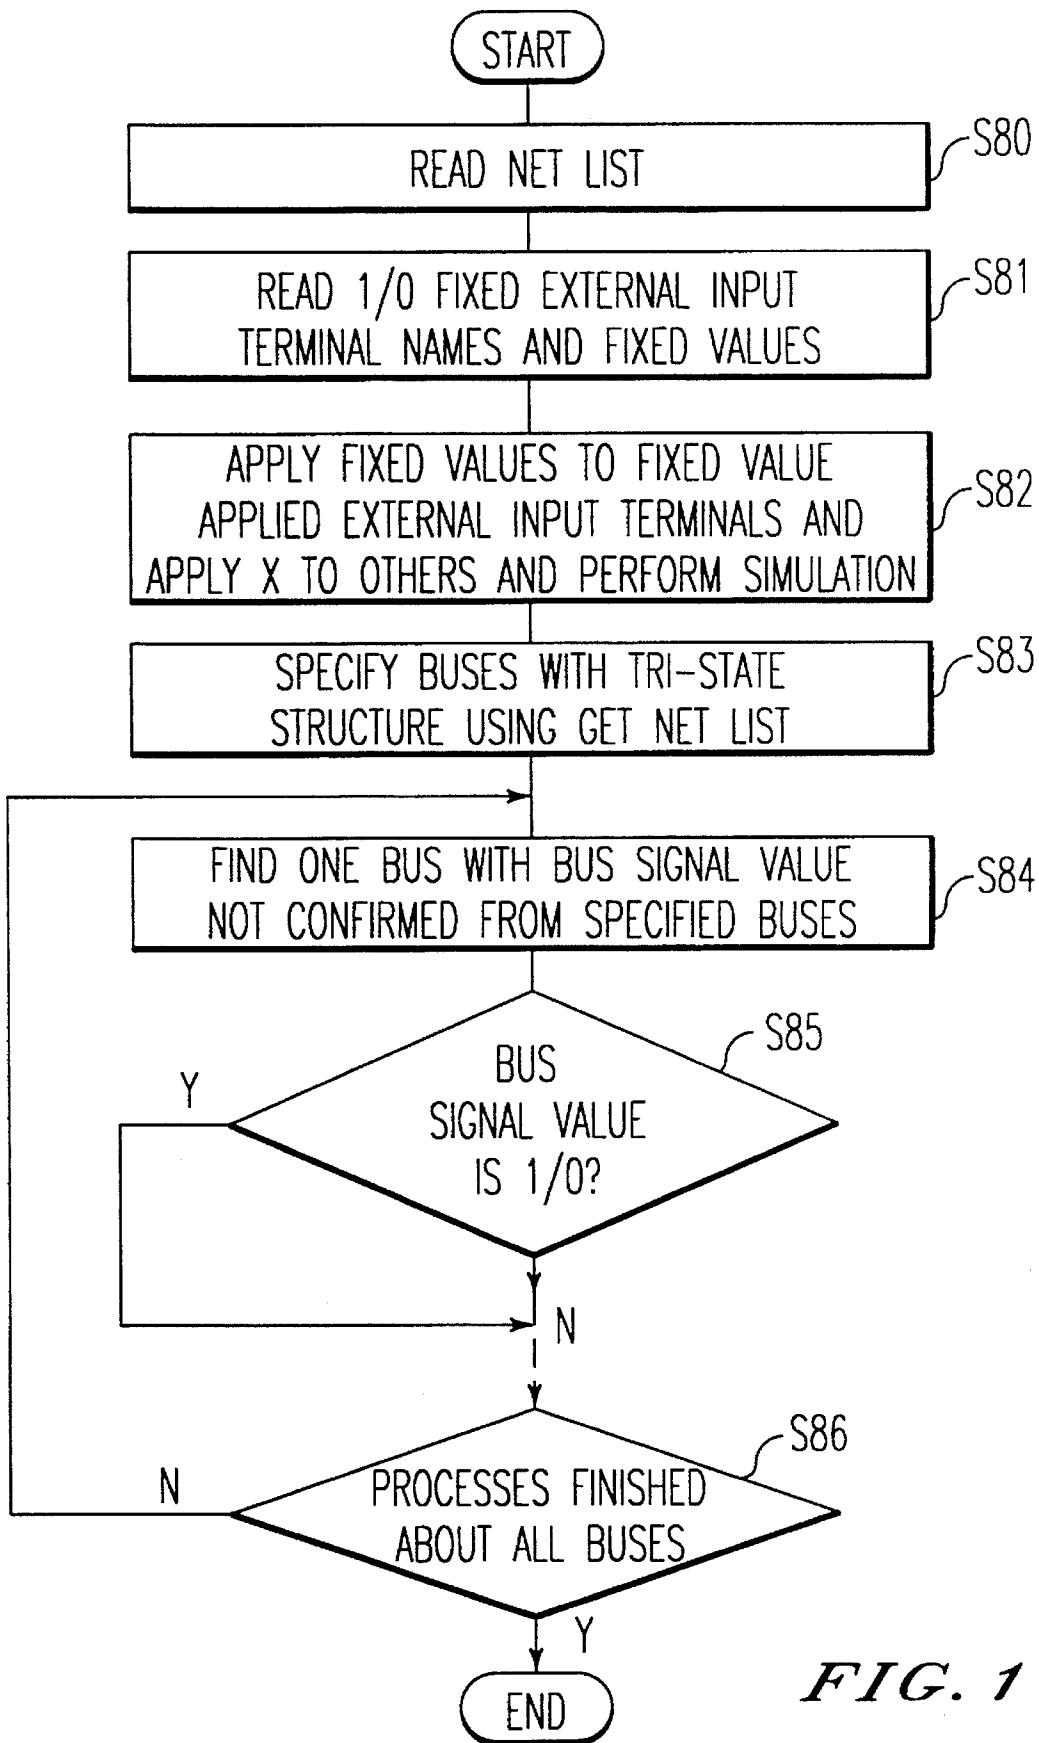 START
READ NET LIST
S80
READ 1/0 FIXED EXTERNAL INPUT
TERMINAL NAMES AND FIXED VALUES
S81
APPLY FIXED VALUES TO FIXED VALUE
APPLIED EXTERNAL INPUT TERMINALS AND
APPLY X TO OTHERS AND PERFORM SIMULATION
S82
SPECIFY BUSES WITH TRI-STATE
STRUCTURE USING GET NET LIST
S83
FIND ONE BUS WITH BUS SIGNAL VALUE
NOT CONFIRMED FROM SPECIFIED BUSES
S84
BUS
SIGNAL VALUE
IS 1/0?
S85
Y
N
PROCESSES FINISHED
ABOUT ALL BUSES
S86
N
Y
END
FIG. 1